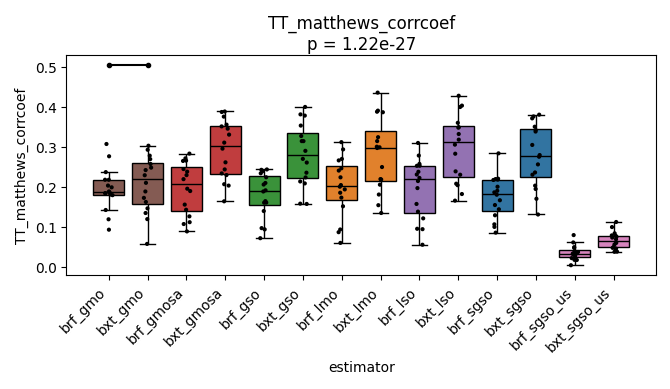 TT_matthews_corrcoef
p = 1.22e-27
TT_matthews_corrcoef
0.5
0.4
0.3
0.2
0.1
0.0
brf_gmo
bxt_gmo
brf_gmosa
bxt_gmosa
brf_gso
bxt_gso
brf_lmo
bxt_lmo
brf_lso
bxt_lso
brf_sgso
bxt_sgso
brf_sgso_us
bxt_sgso_us
estimator